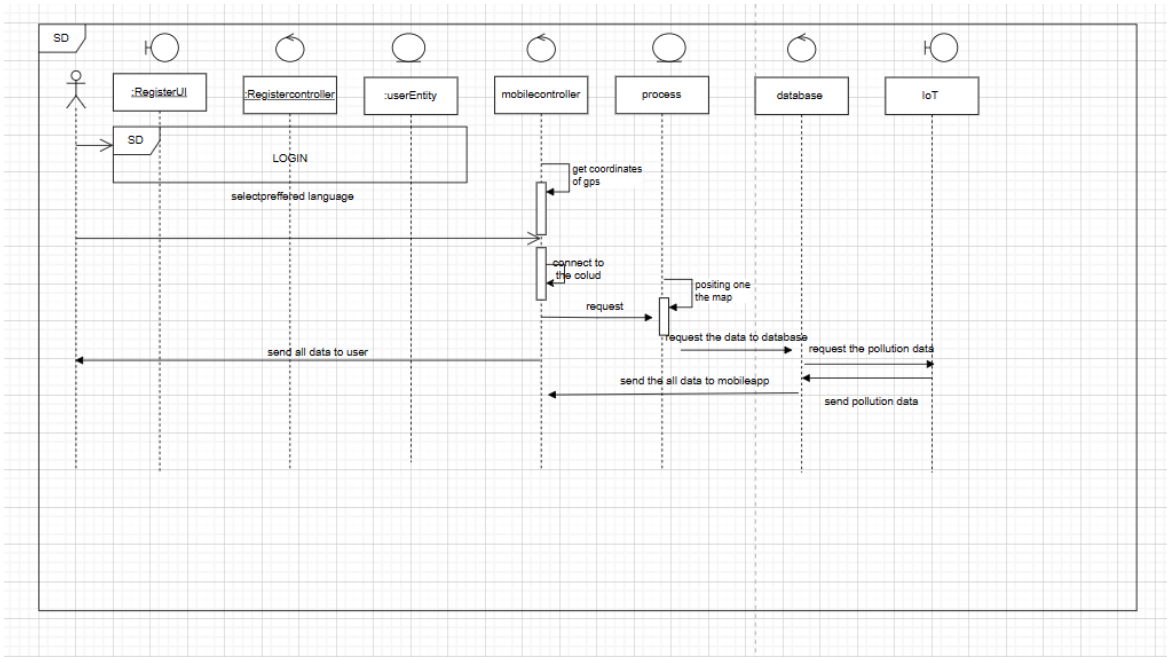 SD
:RegisterUI
:Registercontroller
:userEntity
mobilecontroller
process
database
IoT
SD
LOGIN
get coordinates
of gps
selectpreffered language
connect to
the colud
positing one
the map
request
request the data to database
request the pollution data
send all data to user
send the all data to mobileapp
send pollution data